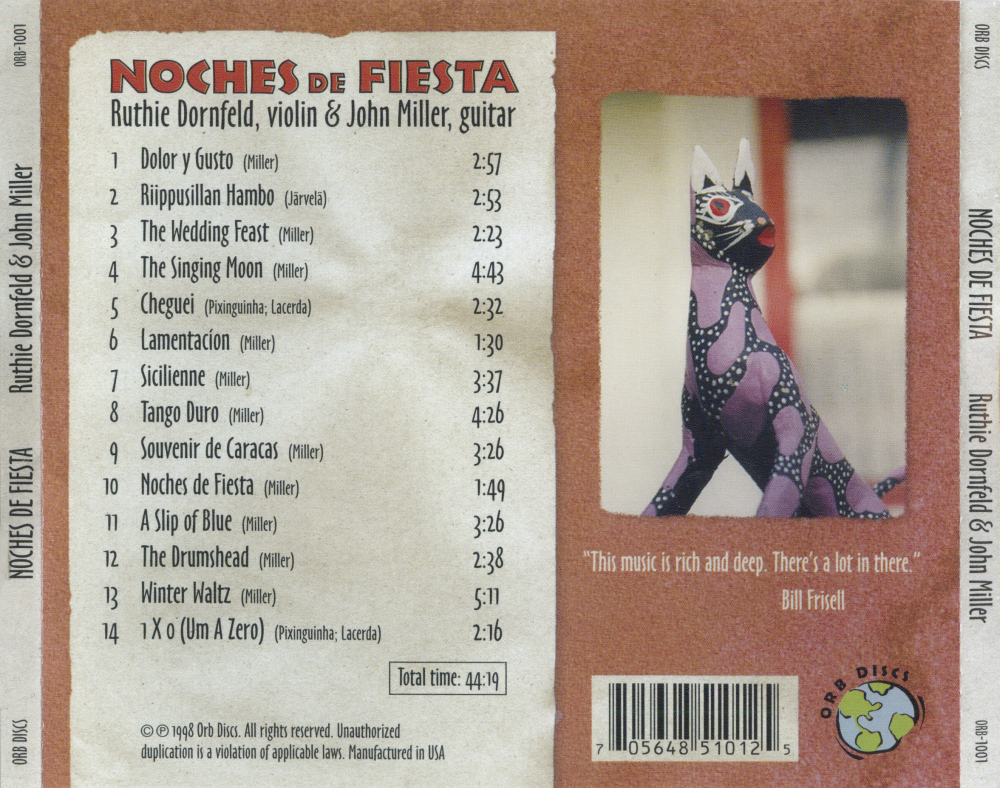 ORB-1001
Ruthie Dornfeld & John Miller
NOCHES DE FIESTA
ORB DISCS
NOCHES DE FIESTA
Ruthie Dornfeld, violin & John Miller, guitar
1 Dolor y Gusto (Miller) 2:57
2 Riippusillan Hambo (Järvelä) 2:53
3 The Wedding Feast (Miller) 2:23
4 The Singing Moon (Miller) 4:43
5 Cheguei (Pixinguinha; Lacerda) 2:32
6 Lamentacíon (Miller) 1:30
7 Sicilienne (Miller) 3:37
8 Tango Duro (Miller) 4:26
9 Souvenir de Caracas (Miller) 3:26
10 Noches de Fiesta (Miller) 1:49
11 A Slip of Blue (Miller) 3:26
12 The Drumshead (Miller) 2:38
13 Winter Waltz (Miller) 5:11
14 1 X 0 (Um A Zero) (Pixinguinha; Lacerda) 2:16
Total time: 44:19
© ℗ 1998 Orb Discs. All rights reserved. Unauthorized
duplication is a violation of applicable laws. Manufactured in USA
"This music is rich and deep. There's a lot in there."
Bill Frisell
7 05648 51012 5
ORB DISCS
ORB DISCS
NOCHES DE FIESTA
Ruthie Dornfeld & John Miller
ORB-1001